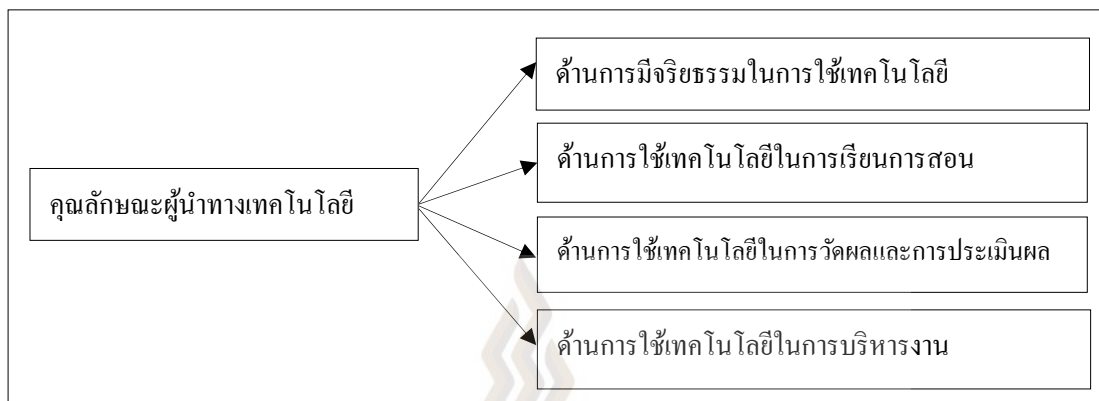 ด้านการมีจริยธรรมในการใช้เทคโนโลยี
ด้านการใช้เทคโนโลยีในการเรียนการสอน
คุณลักษณะผู้นำทางเทคโนโลยี
ด้านการใช้เทคโนโลยีในการวัดผลและการประเมินผล
ด้านการใช้เทคโนโลยีในการบริหารงาน